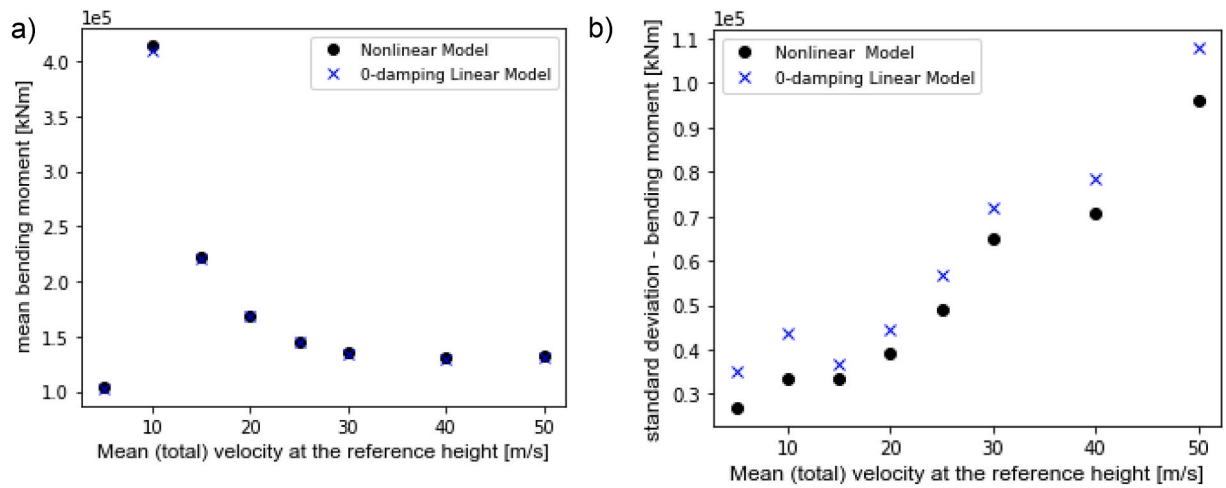 a)
1e5
mean bending moment [kNm]
4.0
3.5
3.0
2.5
2.0
1.5
1.0
Nonlinear Model
0-damping Linear Model
10
20
30
40
50
Mean (total) velocity at the reference height [m/s]
b)
1e5
standard deviation - bending moment [kNm]
1.1
1.0
0.9
0.8
0.7
0.6
0.5
0.4
0.3
Nonlinear Model
0-damping Linear Model
10
20
30
40
50
Mean (total) velocity at the reference height [m/s]